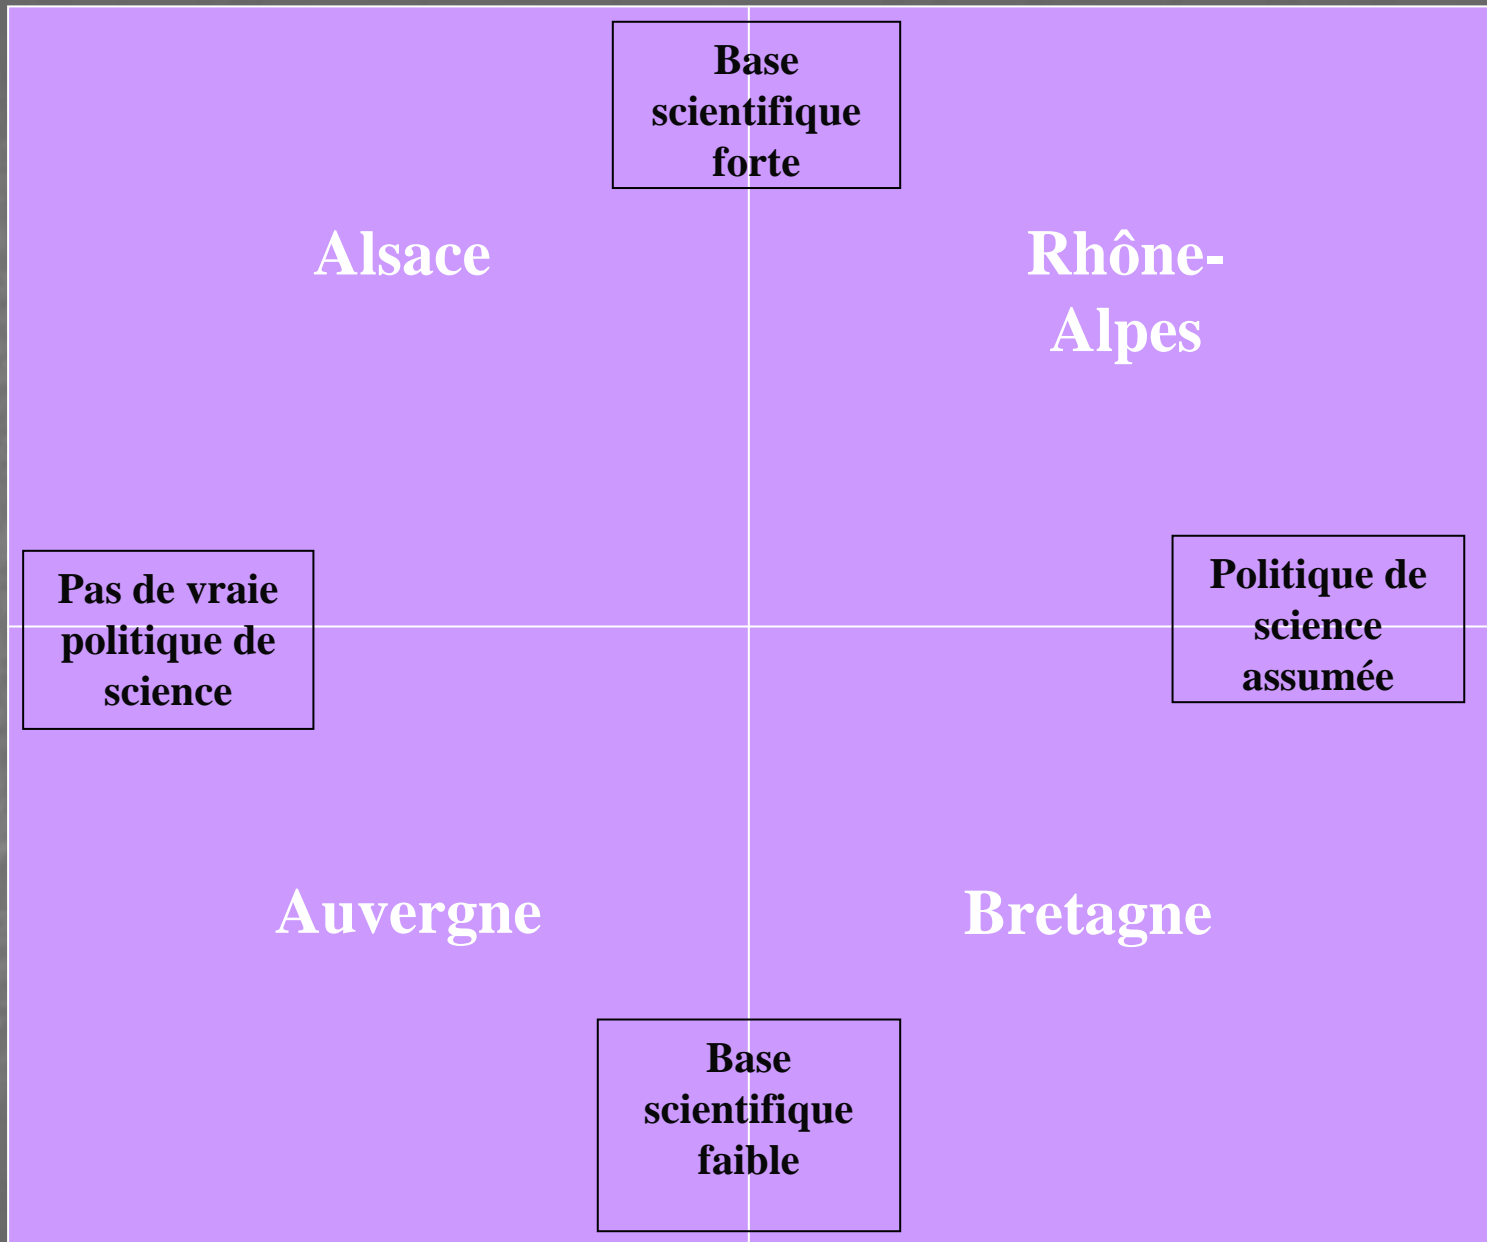 Base
scientifique
forte
Alsace
Rhône-
Alpes
Pas de vraie
politique de
science
Politique de
science
assumée
Auvergne
Bretagne
Base
scientifique
faible